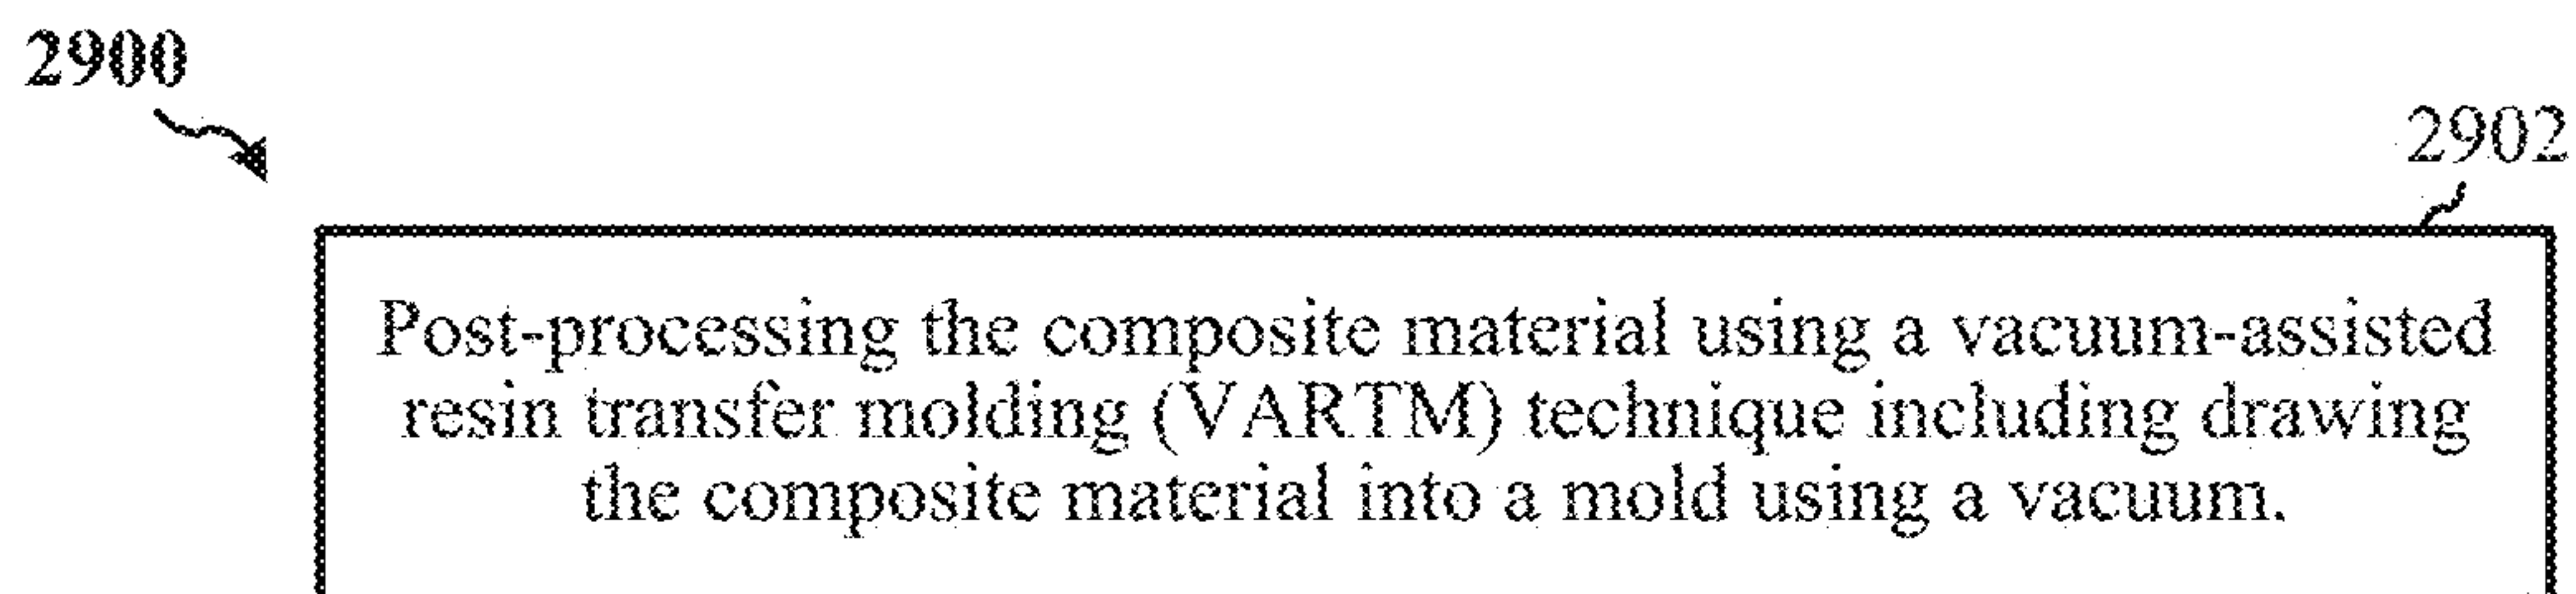 2900
2902
Post-processing the composite material using a vacuum-assisted
resin transfer molding (VARTM) technique including drawing
the composite material into a mold using a vacuum.